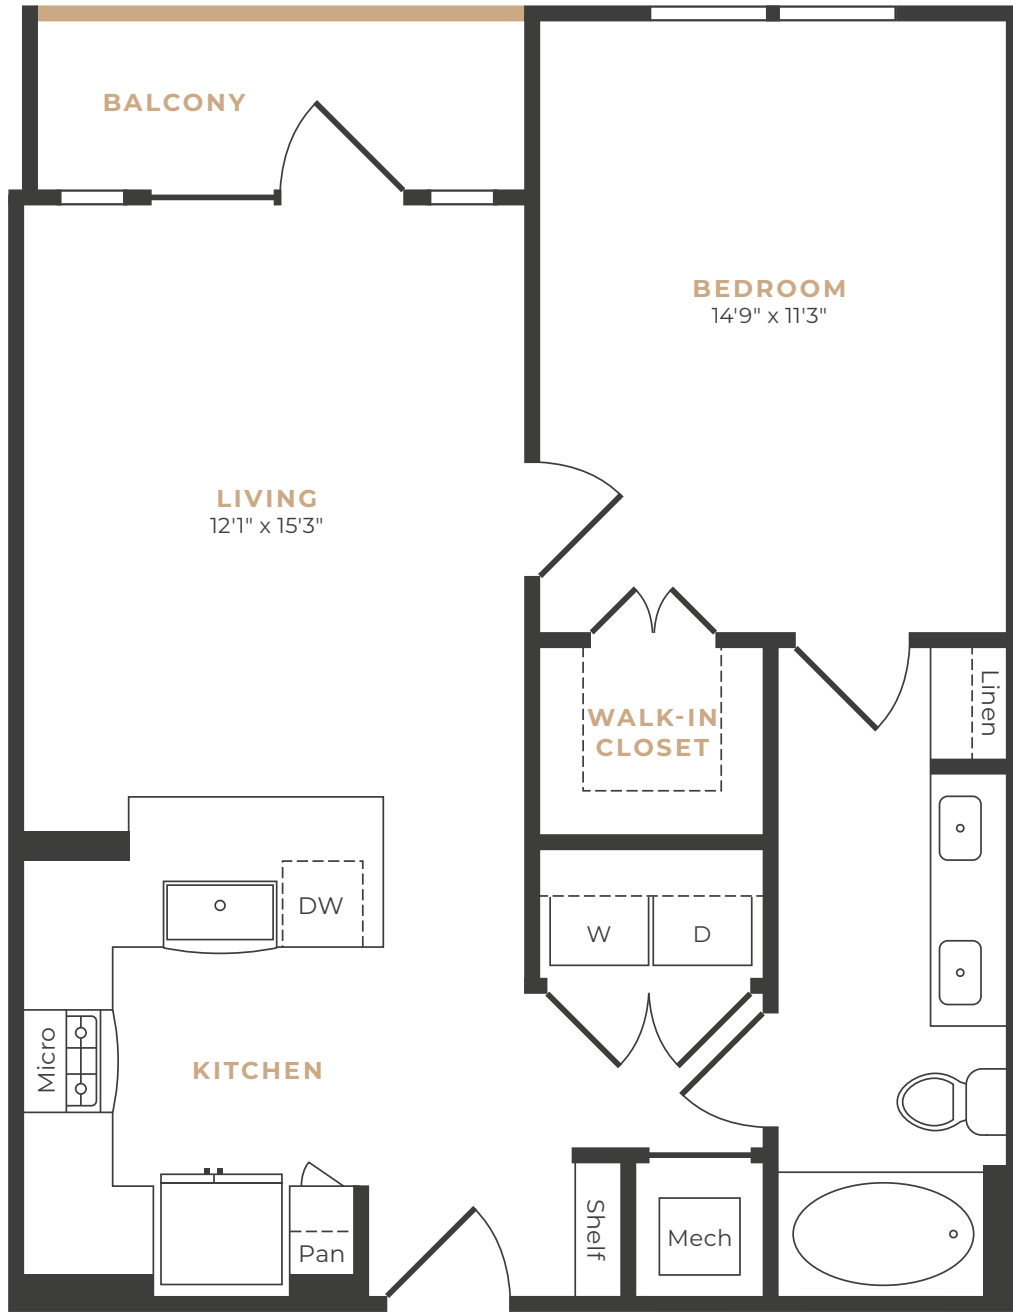 BALCONY
BEDROOM
14'9" x 11'3"
LIVING
12'1" x 15'3"
WALK-IN
CLOSET
Linen
DW
W
D
Micro
KITCHEN
Shelf
Mech
Pan